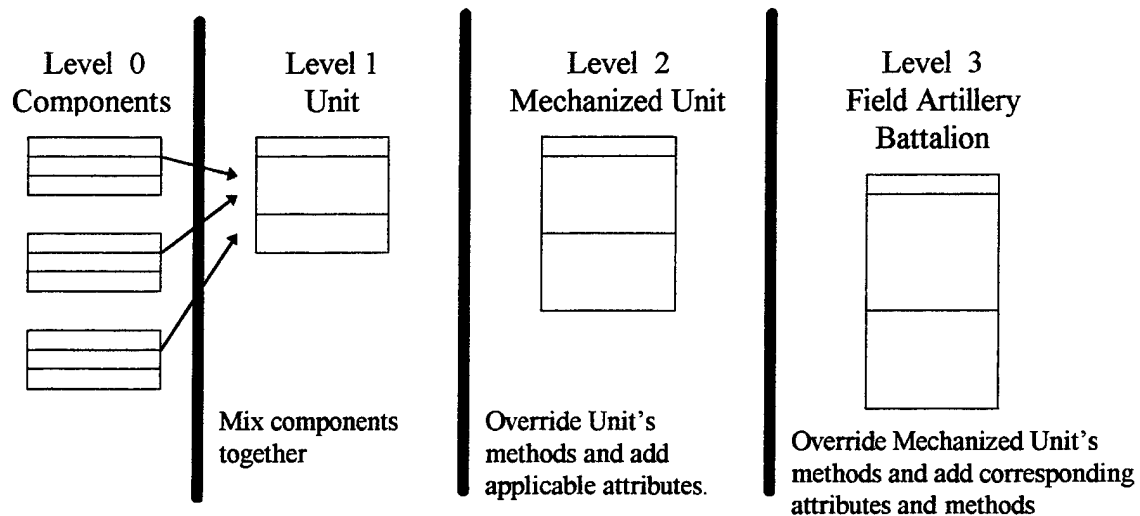 Level 0
Components
Level 1
Unit
Level 2
Mechanized Unit
Level 3
Field Artillery
Battalion
Mix components
together
Override Unit's
methods and add
applicable attributes.
Override Mechanized Unit's
methods and add corresponding
attributes and methods